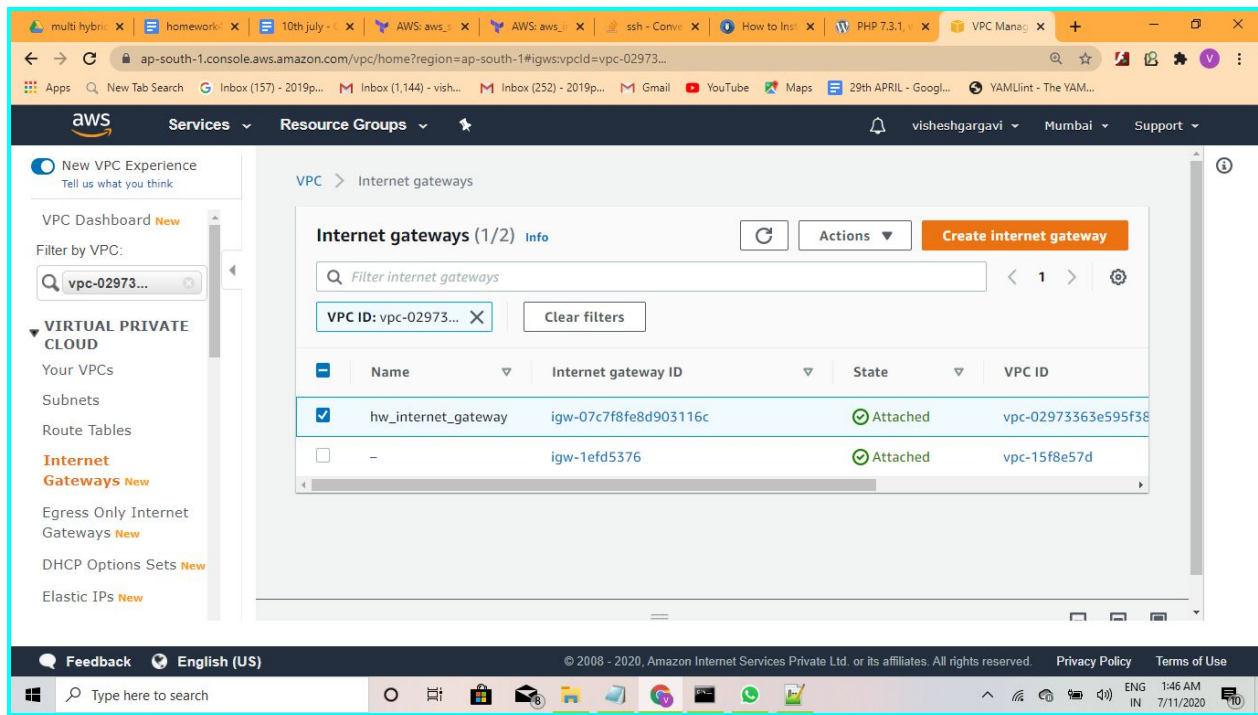 multi hybri
homework
10th july - 
AWS: aws_s
AWS: aws_i
ssh - Conve
How to Inst
PHP 7.3.1, v
VPC Manag
ap-south-1.console.aws.amazon.com/vpc/home?region=ap-south-1#igws:vpcId=vpc-02973...
V
Apps
New Tab Search
Inbox (157) - 2019p...
Inbox (1,144) - vish...
Inbox (252) - 2019p...
Gmail
YouTube
Maps
29th APRIL - Googl...
YAMLlint - The YAM...
aws
Services
Resource Groups
visheshgargavi
Mumbai
Support
New VPC Experience
Tell us what you think
VPC Dashboard New
Filter by VPC:
vpc-02973...
VIRTUAL PRIVATE
CLOUD
Your VPCs
Subnets
Route Tables
Internet
Gateways New
Egress Only Internet
Gateways New
DHCP Options Sets New
Elastic IPs New
VPC > Internet gateways
Internet gateways (1/2) Info
Actions
Create internet gateway
Filter internet gateways
1
VPC ID: vpc-02973...
Clear filters
Name Internet gateway ID State VPC ID
hw_internet_gateway igw-07c7f8fe8d903116c Attached vpc-02973363e595f38
– igw-1efd5376 Attached vpc-15f8e57d
Feedback English (US) © 2008 - 2020, Amazon Internet Services Private Ltd. or its affiliates. All rights reserved. Privacy Policy Terms of Use
Type here to search
8
ENG
IN
1:46 AM
7/11/2020
10